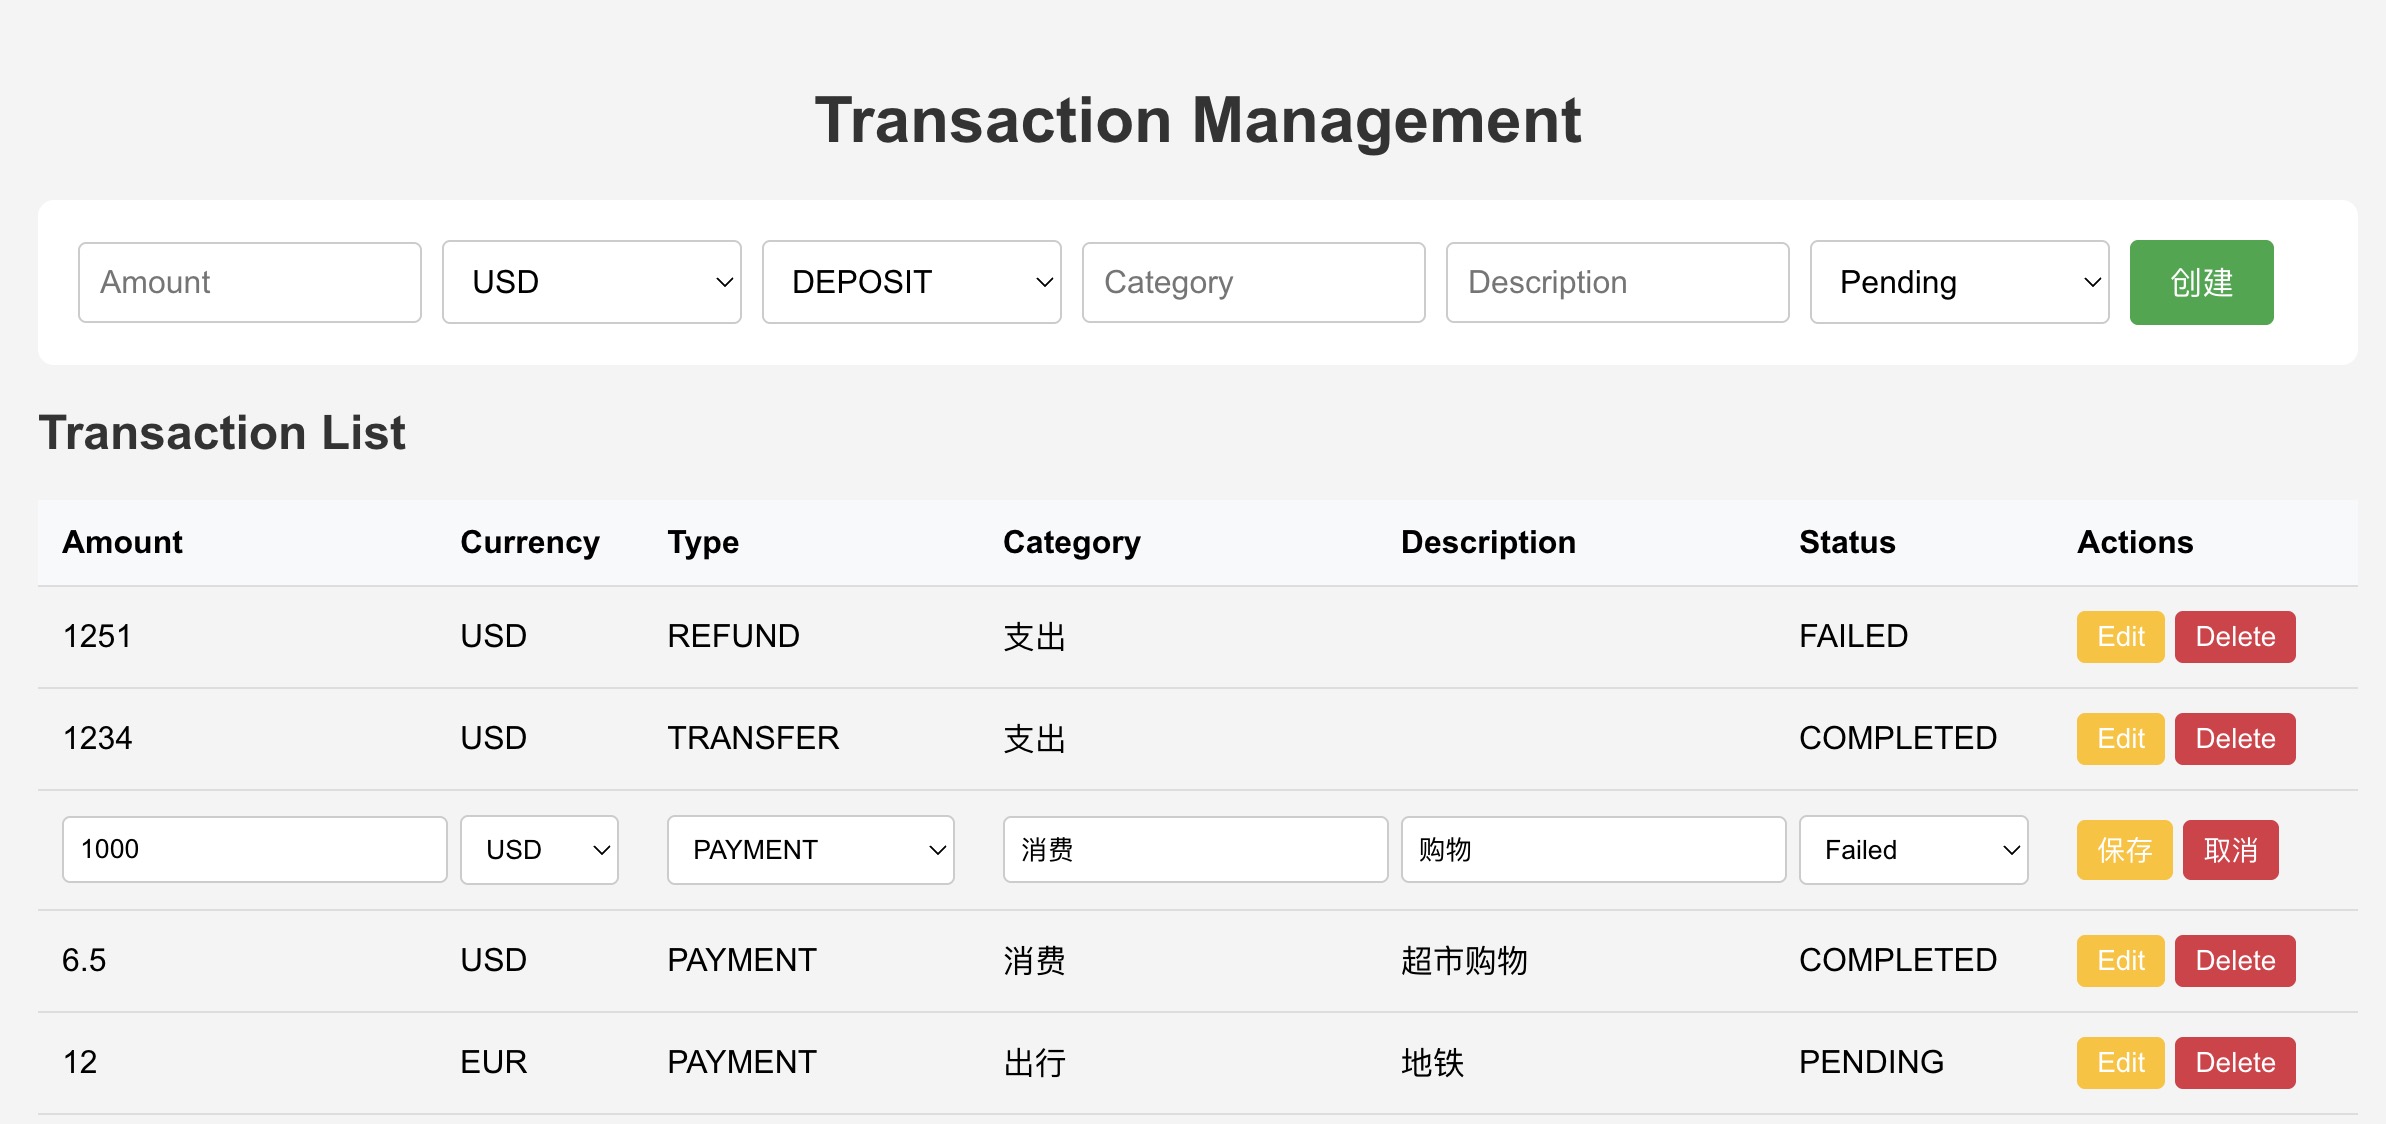 Transaction Management
Amount USD DEPOSIT Category Description Pending 创建
Transaction List
Amount Currency Type Category Description Status Actions
1251 USD REFUND 支出 FAILED Edit Delete
1234 USD TRANSFER 支出 COMPLETED Edit Delete
1000 USD PAYMENT 消费 购物 Failed 保存 取消
6.5 USD PAYMENT 消费 超市购物 COMPLETED Edit Delete
12 EUR PAYMENT 出行 地铁 PENDING Edit Delete